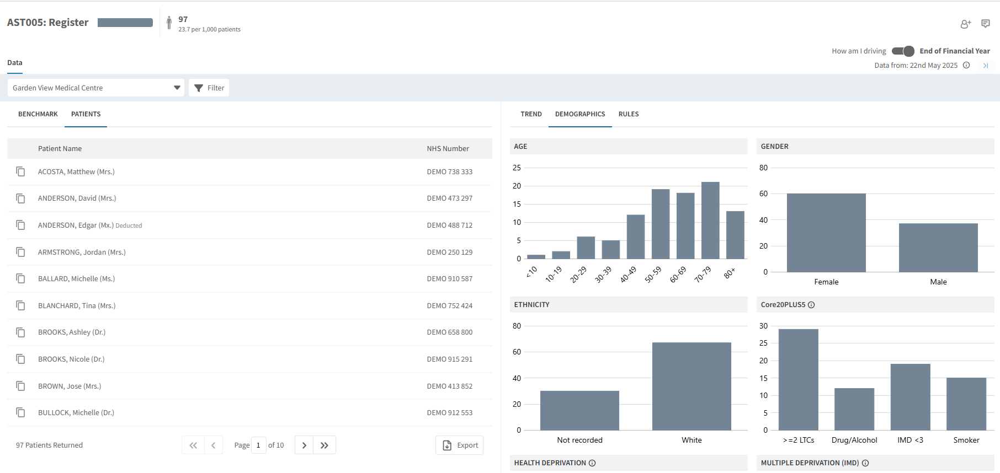 AST005: Register
97
23.7 per 1,000 patients
How am I driving End of Financial Year
Data
Data from: 22nd May 2025
Garden View Medical Centre
Filter
BENCHMARK PATIENTS
Patient Name NHS Number
ACOSTA, Matthew (Mrs.) DEMO 738 333
ANDERSON, David (Mrs.) DEMO 473 297
ANDERSON, Edgar (Mx.) Deducted DEMO 488 712
ARMSTRONG, Jordan (Mrs.) DEMO 250 129
BALLARD, Michelle (Ms.) DEMO 910 587
BLANCHARD, Tina (Mrs.) DEMO 752 424
BROOKS, Ashley (Dr.) DEMO 658 800
BROOKS, Nicole (Dr.) DEMO 915 291
BROWN, Jose (Mrs.) DEMO 413 852
BULLOCK, Michelle (Dr.) DEMO 912 553
97 Patients Returned
Page 1 of 10
Export
TREND DEMOGRAPHICS RULES
AGE
25
20
15
10
5
0
<10 10-19 20-29 30-39 40-49 50-59 60-69 70-79 80+
GENDER
80
60
40
20
0
Female Male
ETHNICITY
80
60
40
20
0
Not recorded White
Core20PLUS5
30
25
20
15
10
5
0
>=2 LTCs Drug/Alcohol IMD <3 Smoker
HEALTH DEPRIVATION
MULTIPLE DEPRIVATION (IMD)